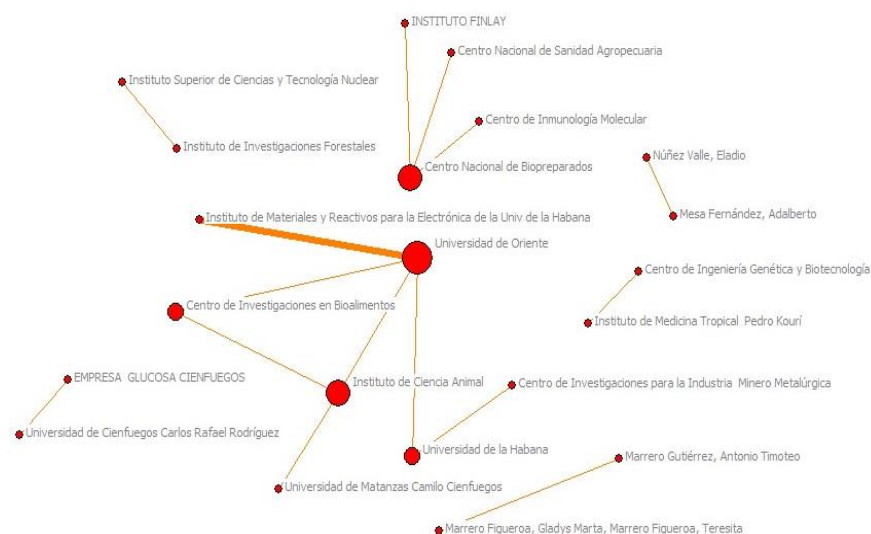 INSTITUTO FINLAY
Centro Nacional de Sanidad Agropecuaria
Instituto Superior de Ciencias y Tecnología Nuclear
Centro de Inmunología Molecular
Instituto de Investigaciones Forestales
Núñez Valle, Eladio
Centro Nacional de Biopreparados
Mesa Fernández, Adalberto
Instituto de Materiales y Reactivos para la Electrónica de la Univ de la Habana
Universidad de Oriente
Centro de Ingeniería Genética y Biotecnología
Centro de Investigaciones en Bioalimentos
Instituto de Medicina Tropical  Pedro Kourí
EMPRESA  GLUCOSA CIENFUEGOS
Instituto de Ciencia Animal
Centro de Investigaciones para la Industria  Minero Metalúrgica
Universidad de Cienfuegos Carlos Rafael Rodríguez
Universidad de la Habana
Marrero Gutiérrez, Antonio Timoteo
Universidad de Matanzas Camilo Cienfuegos
Marrero Figueroa, Gladys Marta, Marrero Figueroa, Teresita